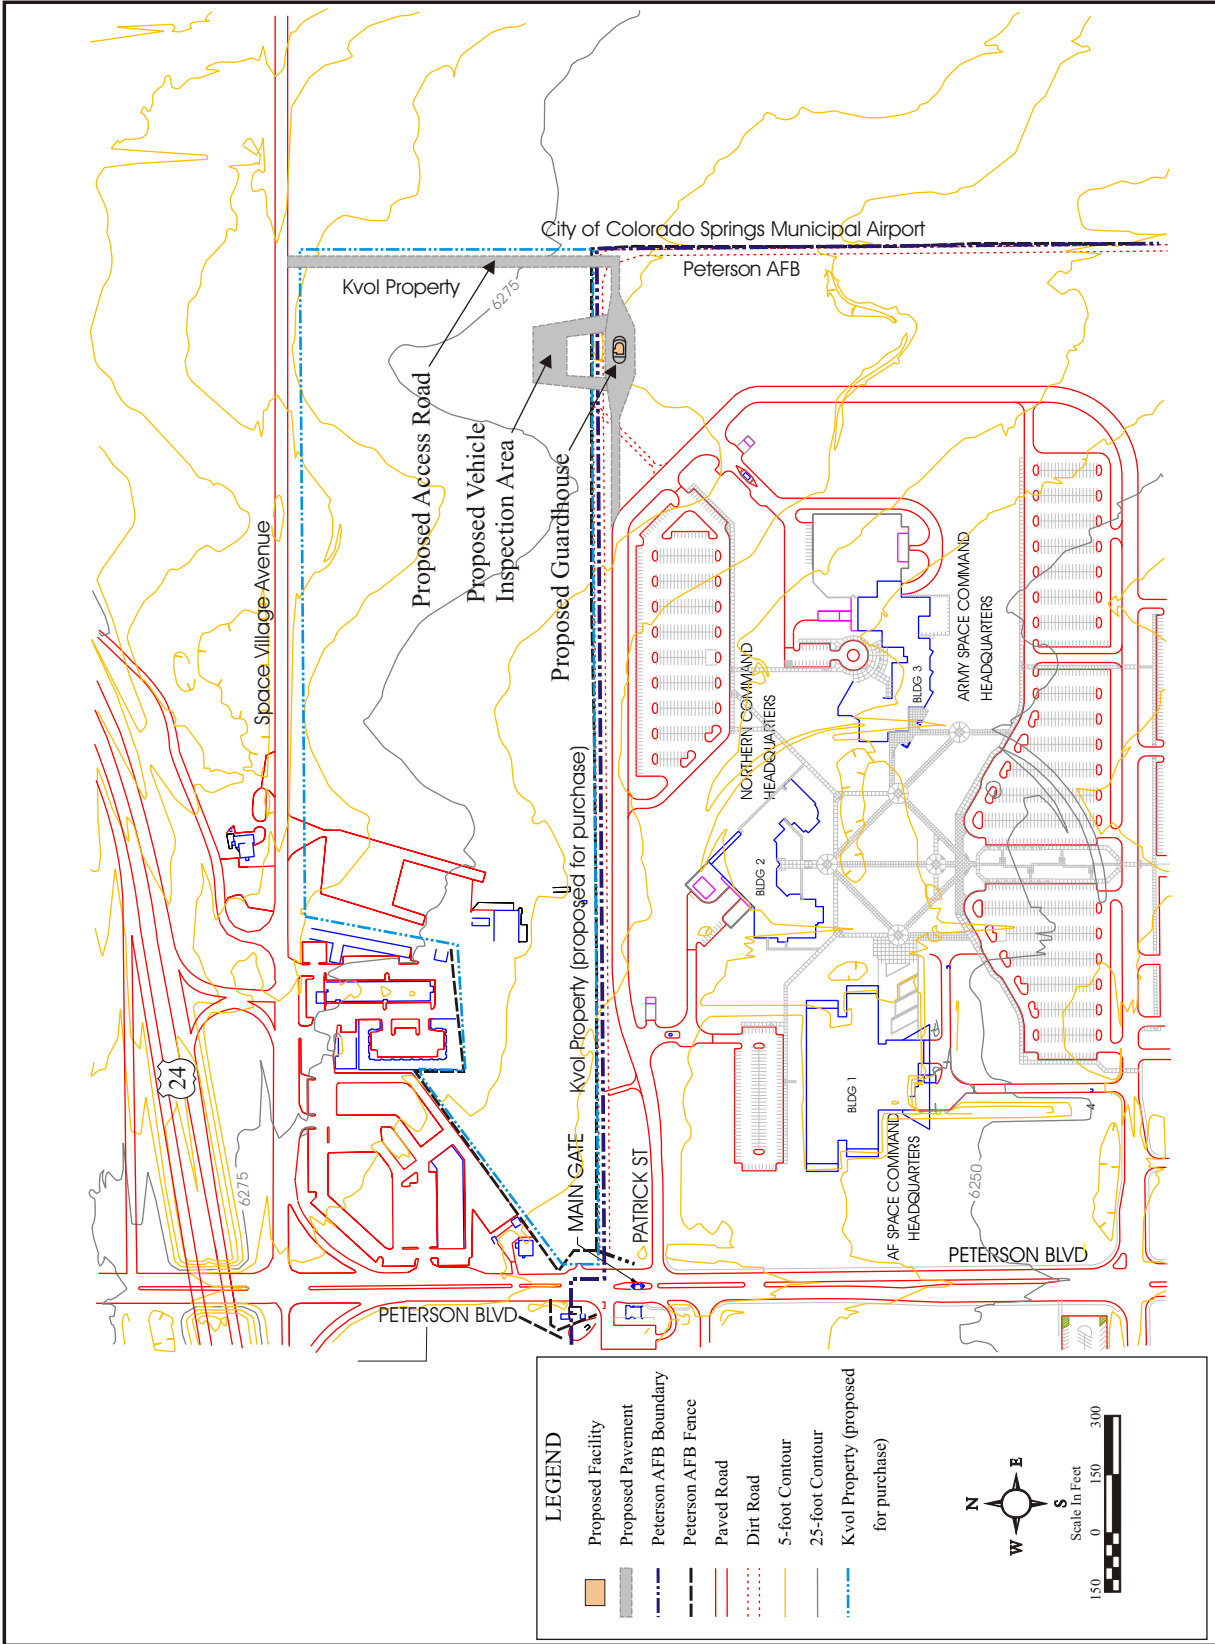 City of Colorado Springs Municipal Airport
Peterson AFB
Kvol Property
6275
Proposed Access Road
Proposed Vehicle
Inspection Area
Proposed Guardhouse
Space Village Avenue
Kvol Property (proposed for purchase)
NORTHERN COMMAND
HEADQUARTERS
ARMY SPACE COMMAND
HEADQUARTERS
BLDG 3
BLDG 2
BLDG 1
AF SPACE COMMAND
HEADQUARTERS
24
6275
6250
MAIN GATE
PATRICK ST
PETERSON BLVD
PETERSON BLVD
LEGEND
Proposed Facility
Proposed Pavement
Peterson AFB Boundary
Peterson AFB Fence
Paved Road
Dirt Road
5-foot Contour
25-foot Contour
Kvol Property (proposed
for purchase)
N
W
E
S
Scale In Feet
150 0 150 300